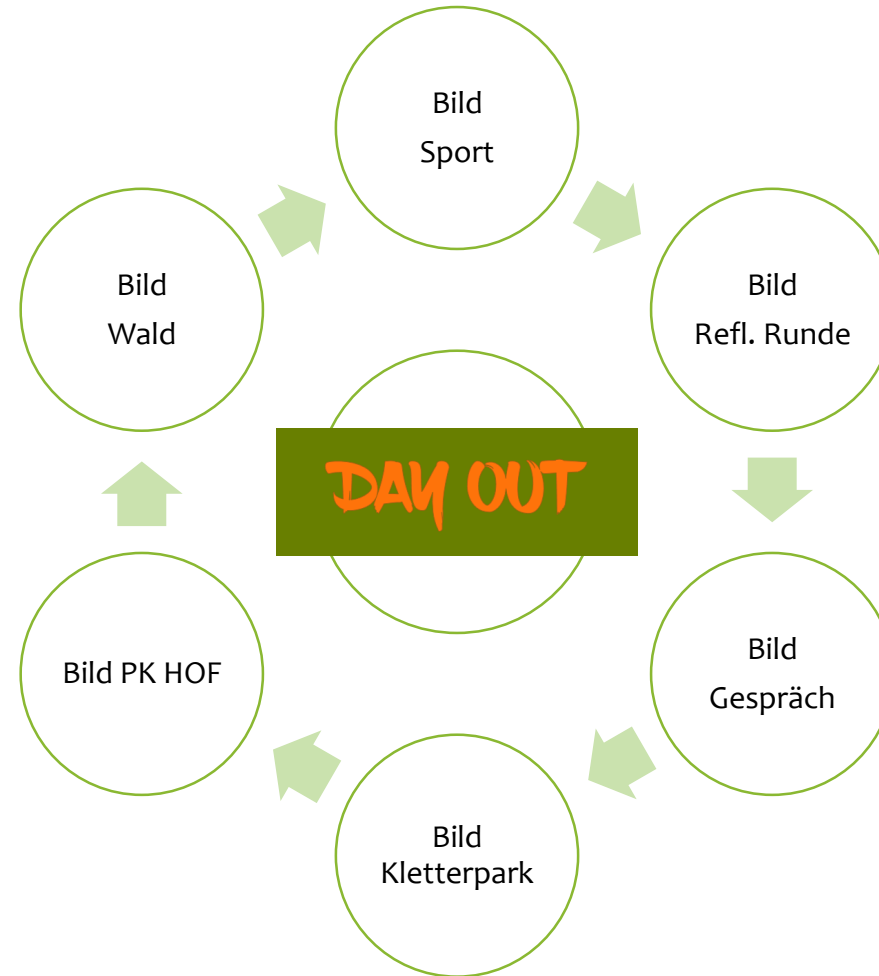 Bild
Sport
Bild
Wald
Bild
Refl. Runde
DAY OUT
Bild PK HOF
Bild
Gespräch
Bild
Kletterpark